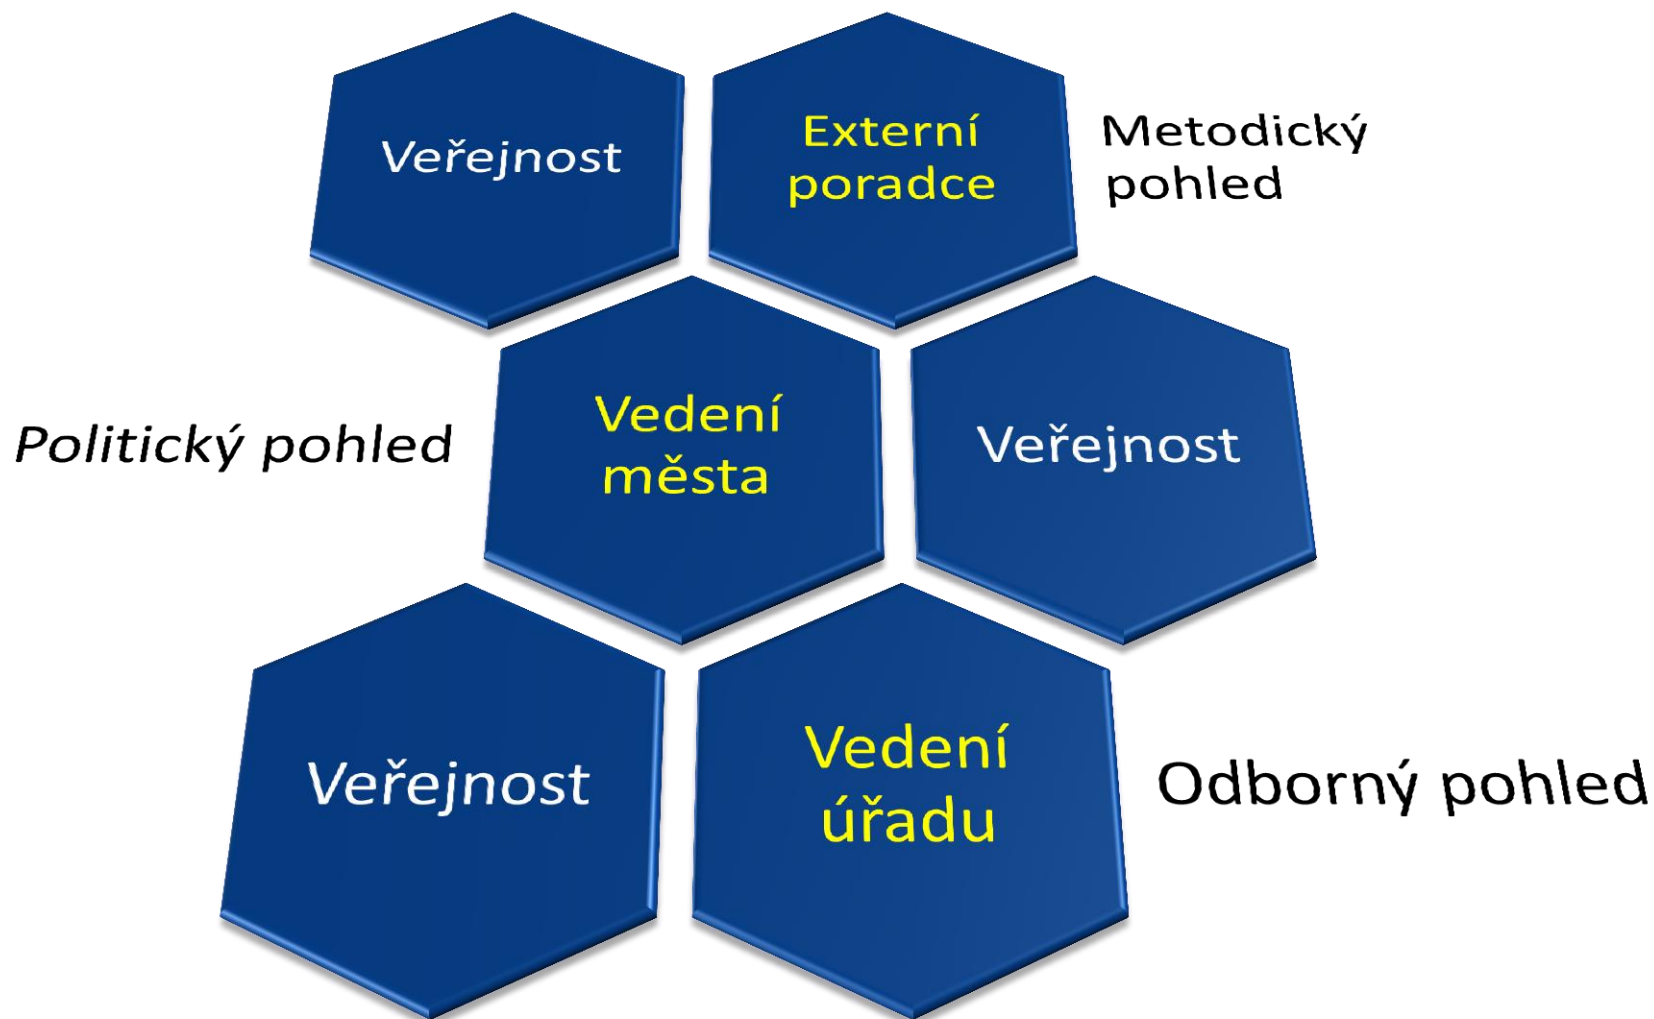 Veřejnost
Externí
poradce
Metodický
pohled
Politický pohled
Vedení
města
Veřejnost
Veřejnost
Vedení
úřadu
Odborný pohled